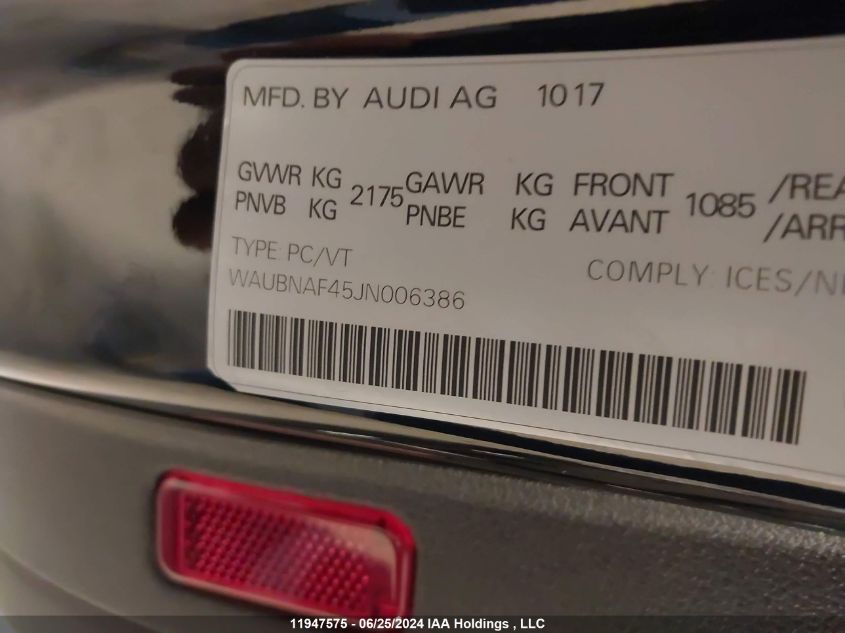 MFD. BY AUDI AG 10 17
GVWR KG 2175 GAWR KG FRONT 1085 /REA
PNVB KG PNBE KG AVANT /ARR
TYPE: PC/VT COMPLY: ICES/N
WAUBNAF45JN006386
11947575 - 06/25/2024 IAA Holdings , LLC